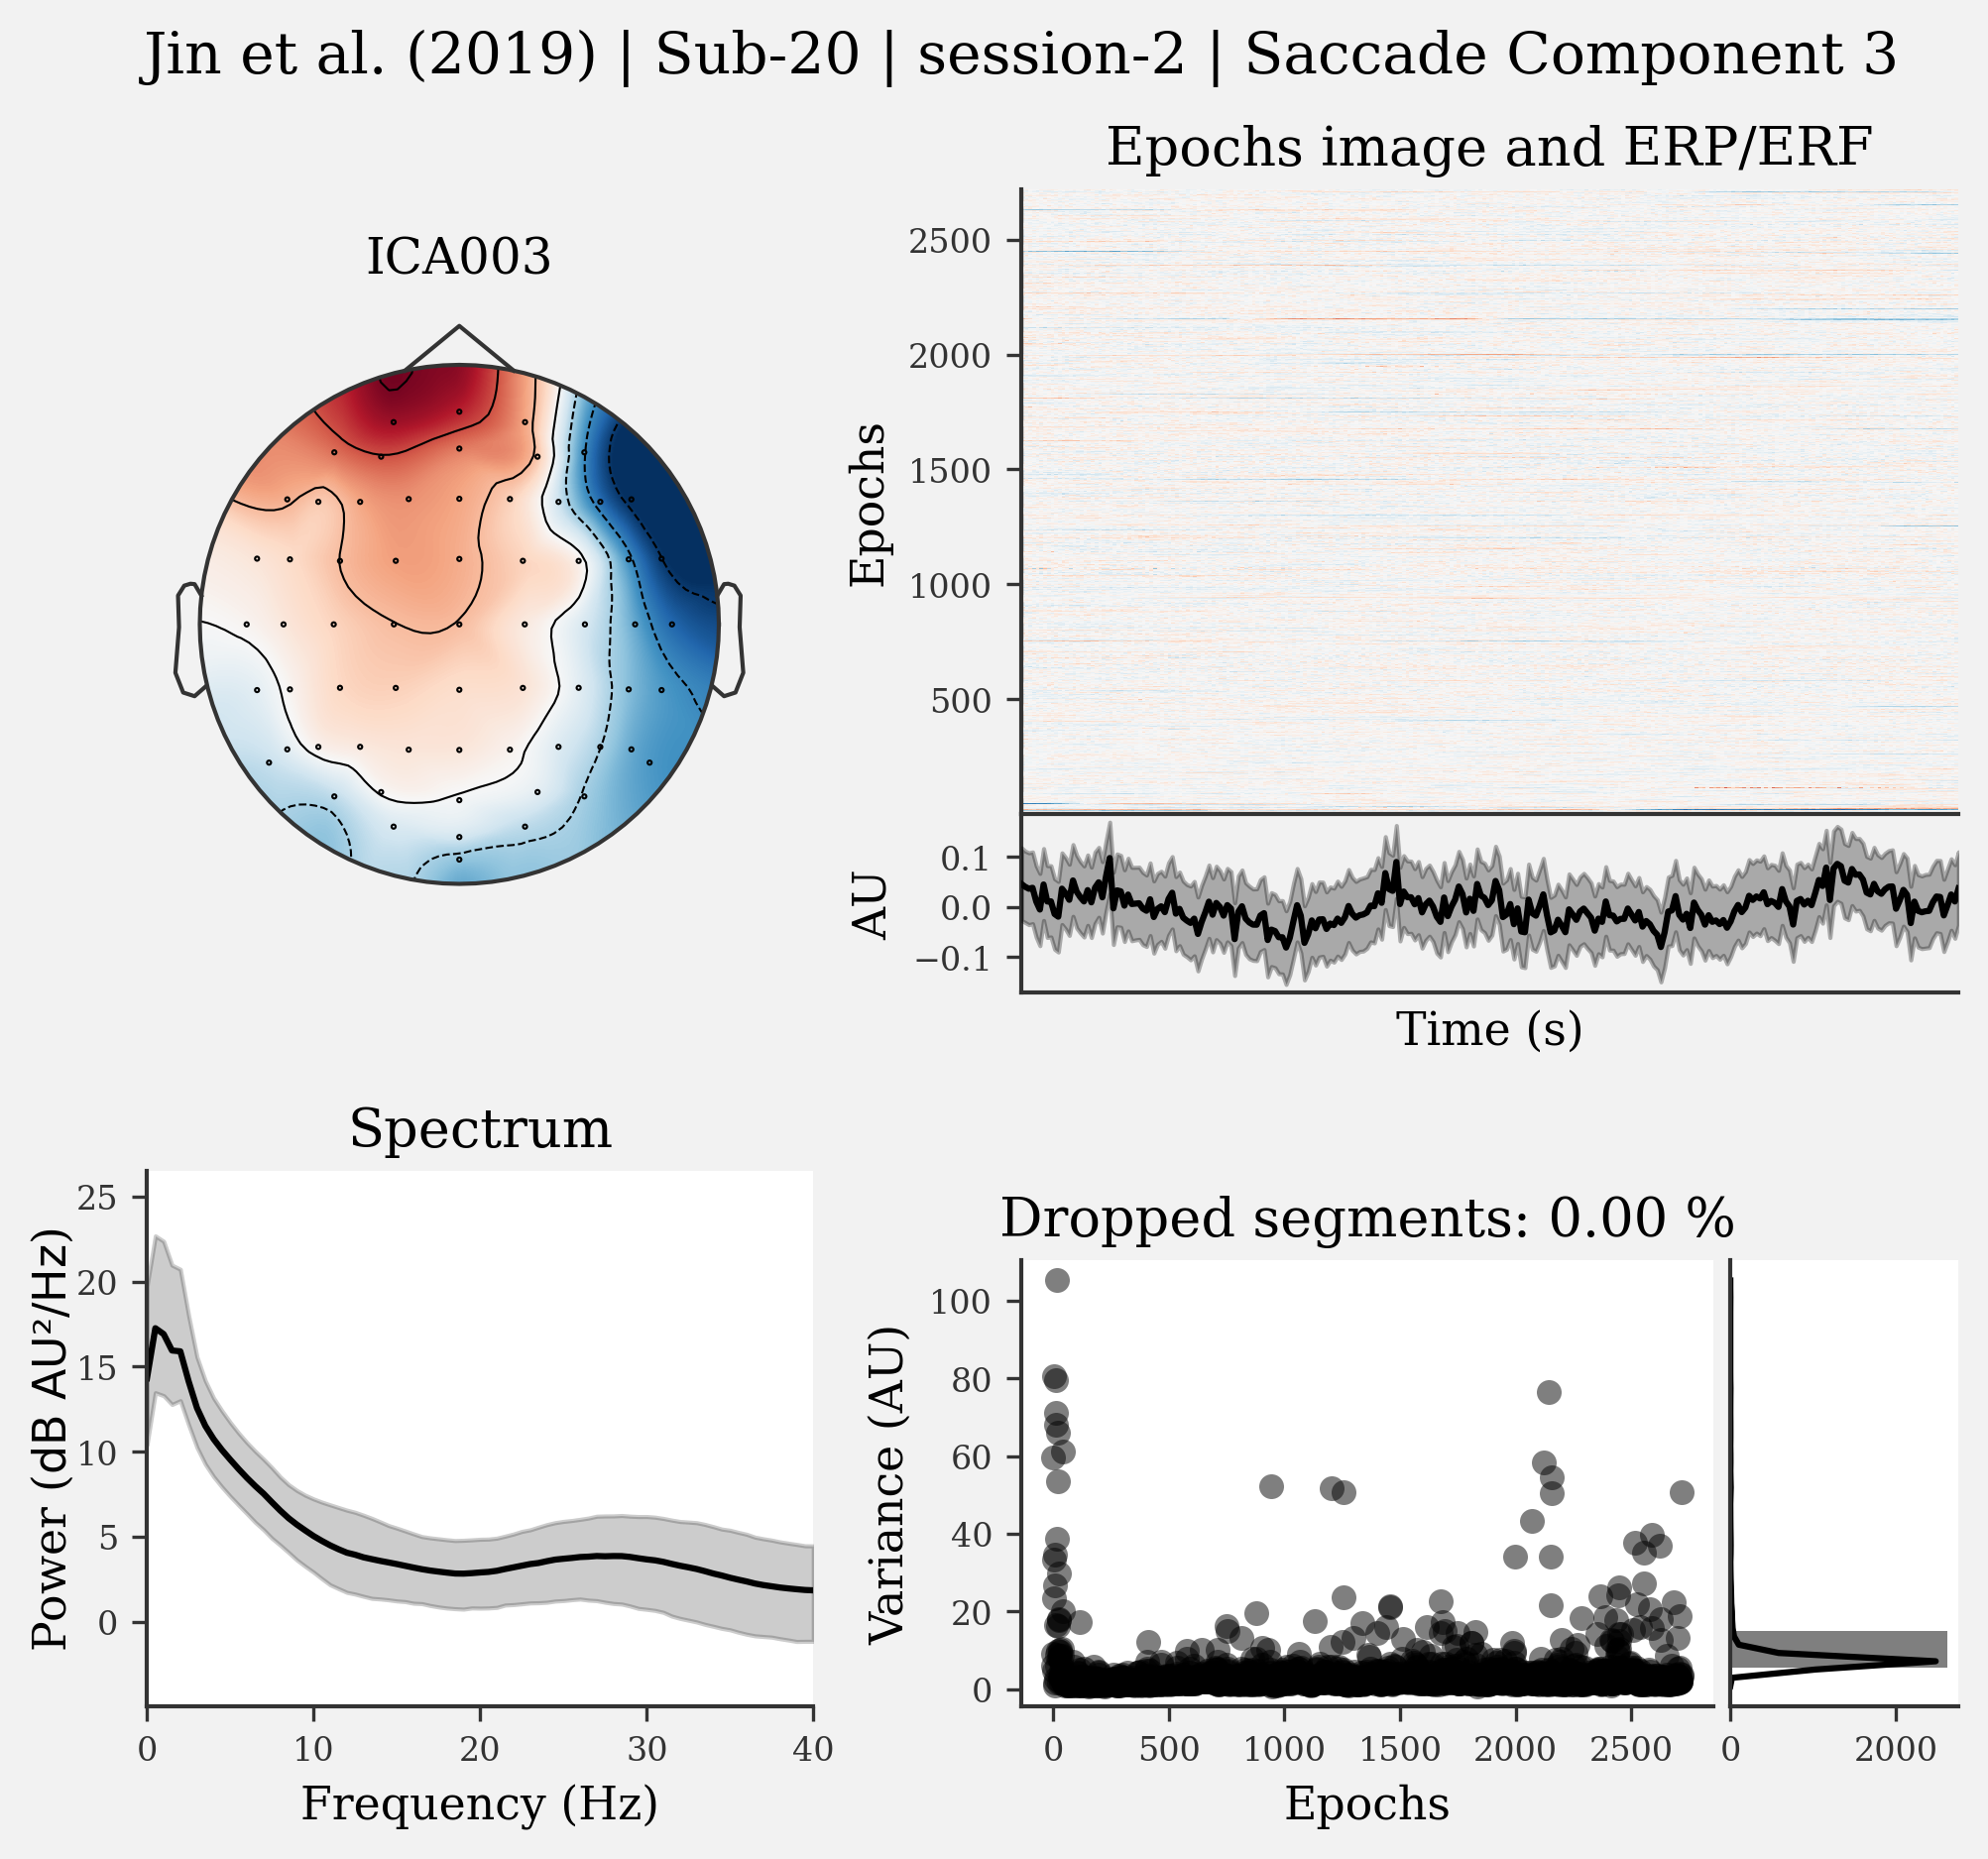 Jin et al. (2019) | Sub-20 | session-2 | Saccade Component 3
ICA003
Epochs image and ERP/ERF
Epochs
2500
2000
1500
1000
500
AU
0.1
0.0
−0.1
Time (s)
Spectrum
Power (dB AU²/Hz)
25
20
15
10
5
0
0 10 20 30 40
Frequency (Hz)
Dropped segments: 0.00 %
Variance (AU)
100
80
60
40
20
0
0 500 1000 1500 2000 2500
Epochs
0 2000